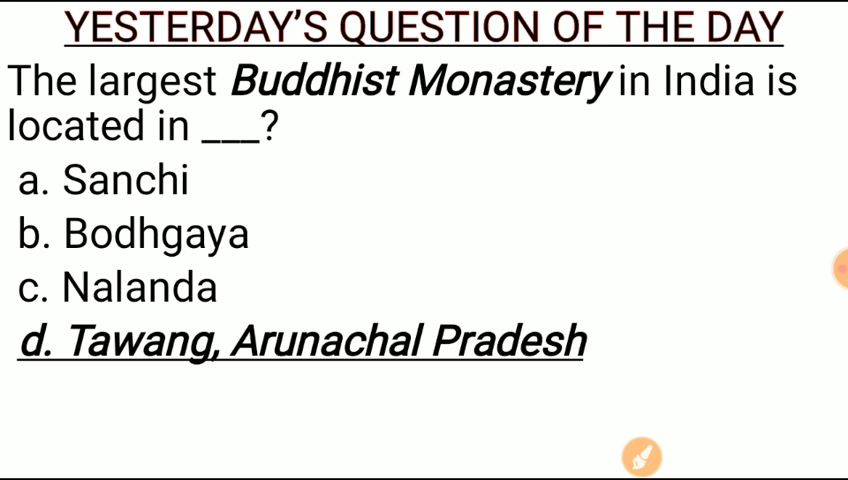 YESTERDAY’S QUESTION OF THE DAY
The largest Buddhist Monastery in India is
located in ___?
a. Sanchi
b. Bodhgaya
c. Nalanda
d. Tawang, Arunachal Pradesh